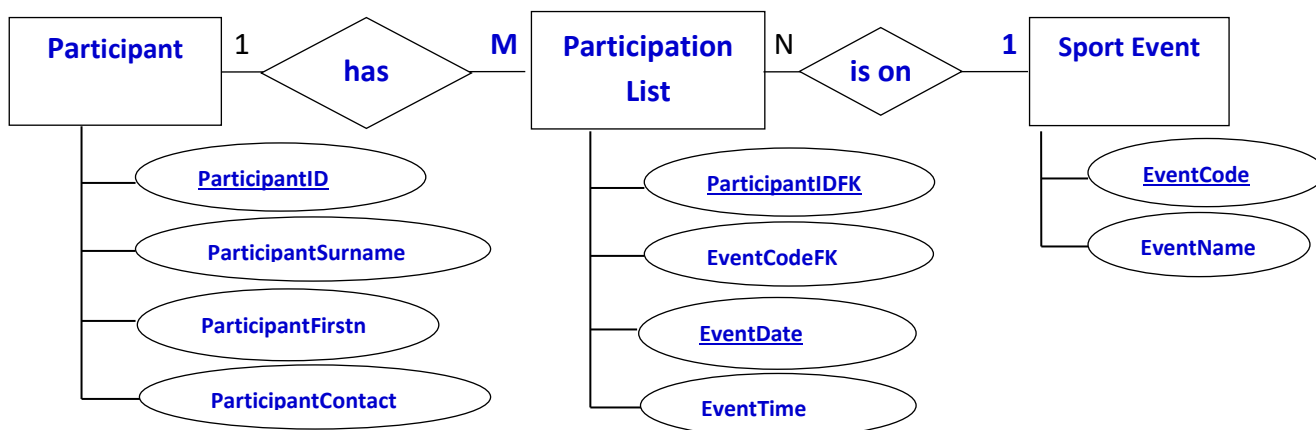 Participant
1
has
M
Participation
List
N
is on
1
Sport Event
ParticipantID
ParticipantSurname
ParticipantFirstn
ParticipantContact
ParticipantIDFK
EventCodeFK
EventDate
EventTime
EventCode
EventName